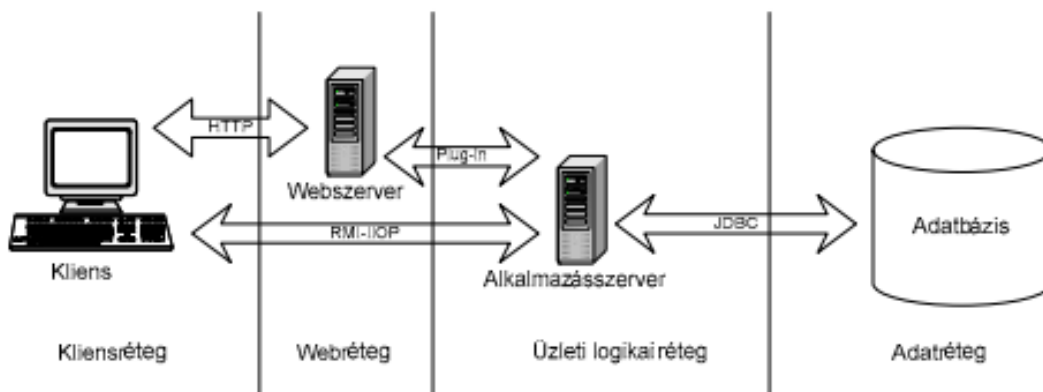 HTTP
Webszerver
Plug-In
Kliens
RMI-IIOP
Alkalmazásszerver
JDBC
Adatbázis
Kliensréteg
Webréteg
Üzleti logikai réteg
Adatréteg